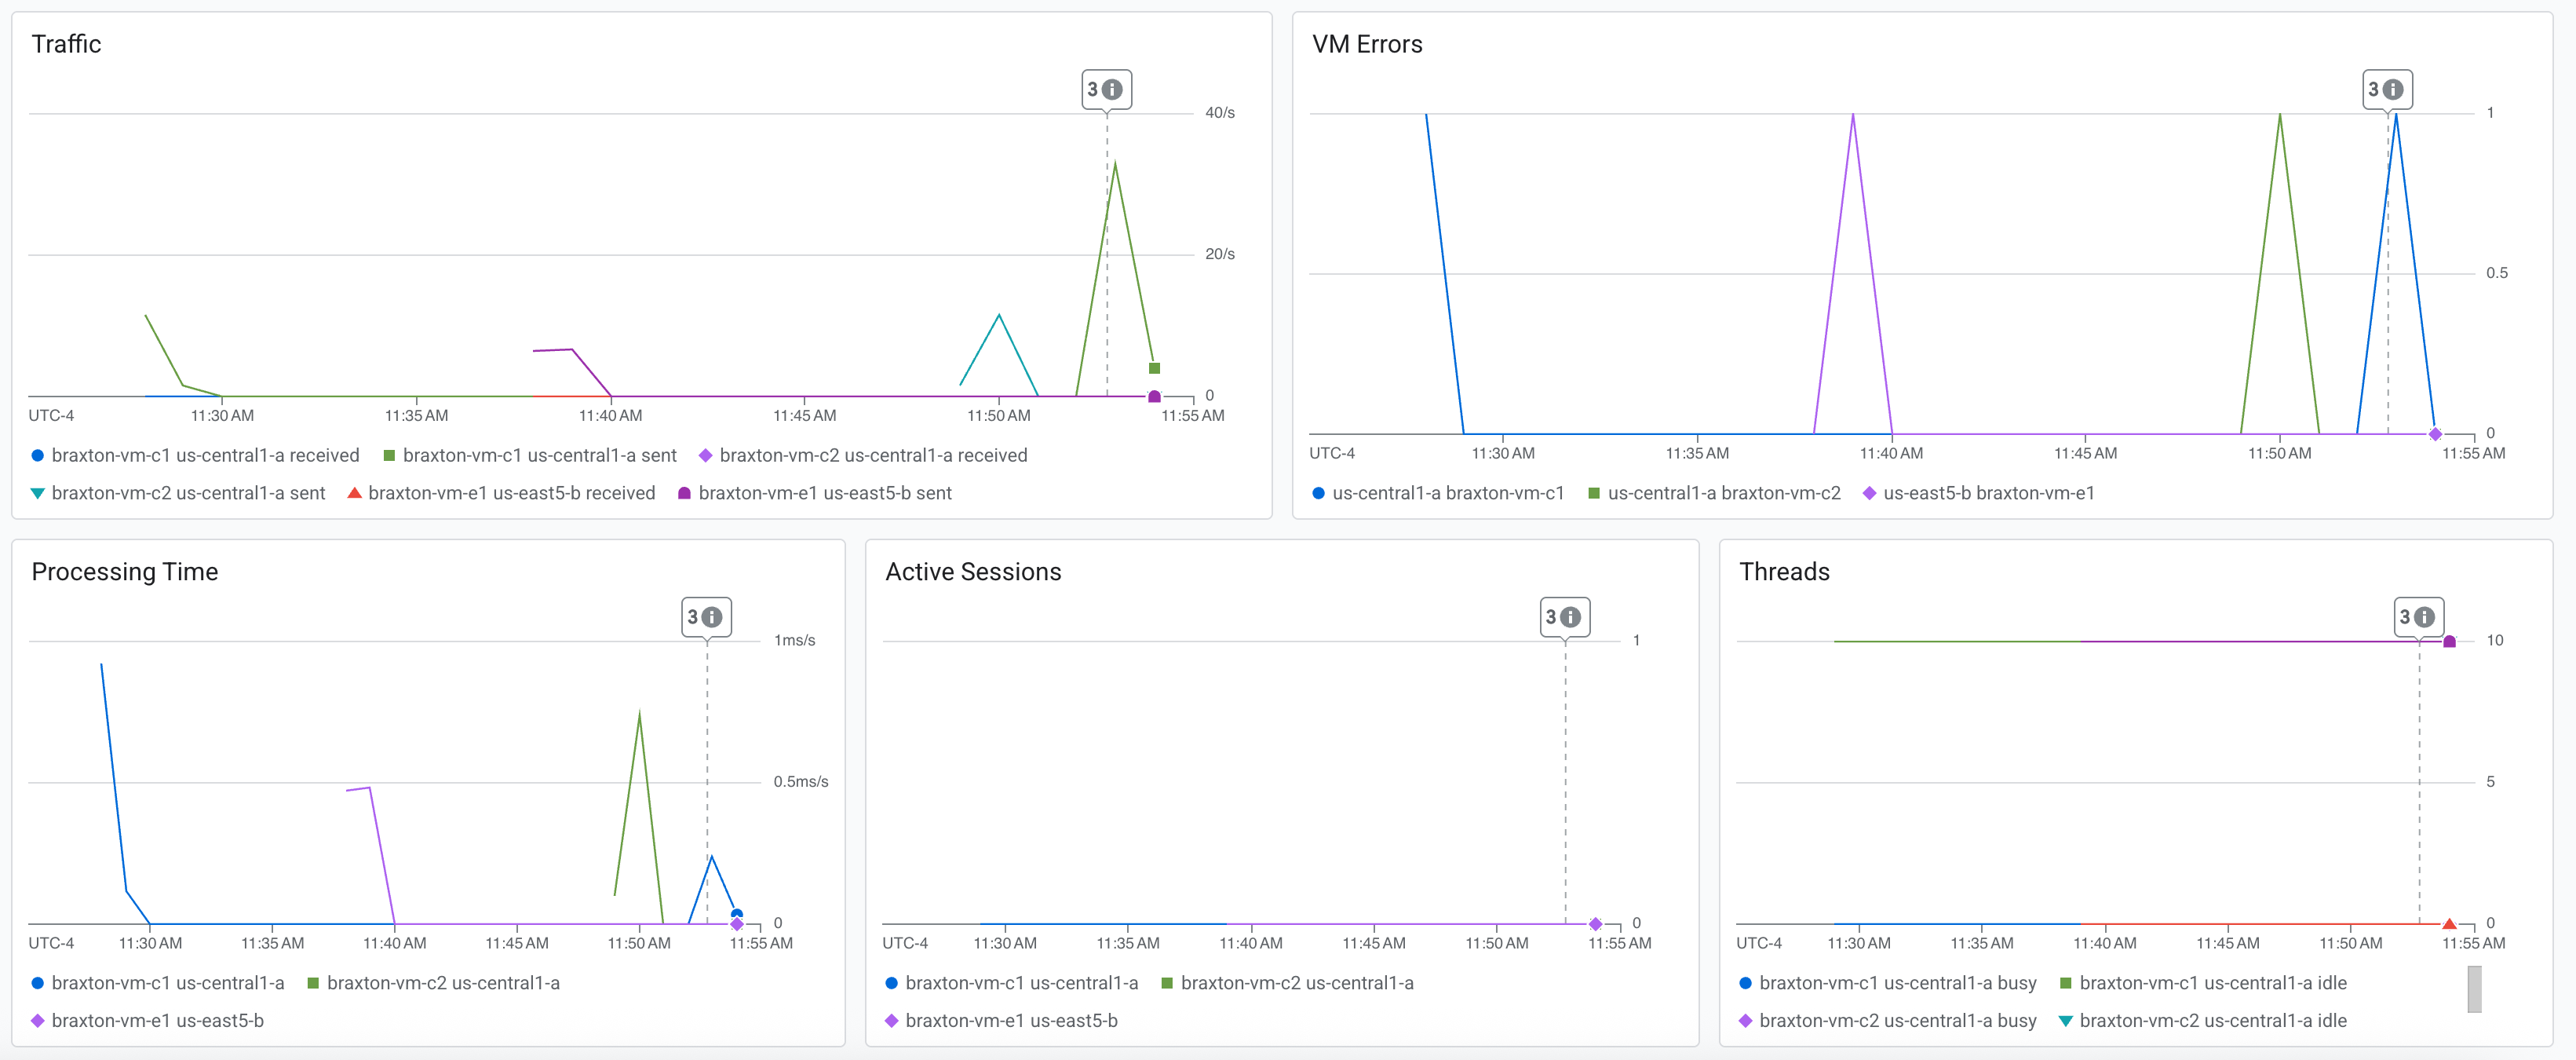 Traffic
3
40/s
20/s
0
UTC-4 11:30 AM 11:35 AM 11:40 AM 11:45 AM 11:50 AM 11:55 AM
braxton-vm-c1 us-central1-a received braxton-vm-c1 us-central1-a sent braxton-vm-c2 us-central1-a received
braxton-vm-c2 us-central1-a sent braxton-vm-e1 us-east5-b received braxton-vm-e1 us-east5-b sent
VM Errors
3
1
0.5
0
UTC-4 11:30 AM 11:35 AM 11:40 AM 11:45 AM 11:50 AM 11:55 AM
us-central1-a braxton-vm-c1 us-central1-a braxton-vm-c2 us-east5-b braxton-vm-e1
Processing Time
3
1ms/s
0.5ms/s
0
UTC-4 11:30 AM 11:35 AM 11:40 AM 11:45 AM 11:50 AM 11:55 AM
braxton-vm-c1 us-central1-a braxton-vm-c2 us-central1-a
braxton-vm-e1 us-east5-b
Active Sessions
3
1
0
UTC-4 11:30 AM 11:35 AM 11:40 AM 11:45 AM 11:50 AM 11:55 AM
braxton-vm-c1 us-central1-a braxton-vm-c2 us-central1-a
braxton-vm-e1 us-east5-b
Threads
3
10
5
0
UTC-4 11:30 AM 11:35 AM 11:40 AM 11:45 AM 11:50 AM 11:55 AM
braxton-vm-c1 us-central1-a busy braxton-vm-c1 us-central1-a idle
braxton-vm-c2 us-central1-a busy braxton-vm-c2 us-central1-a idle